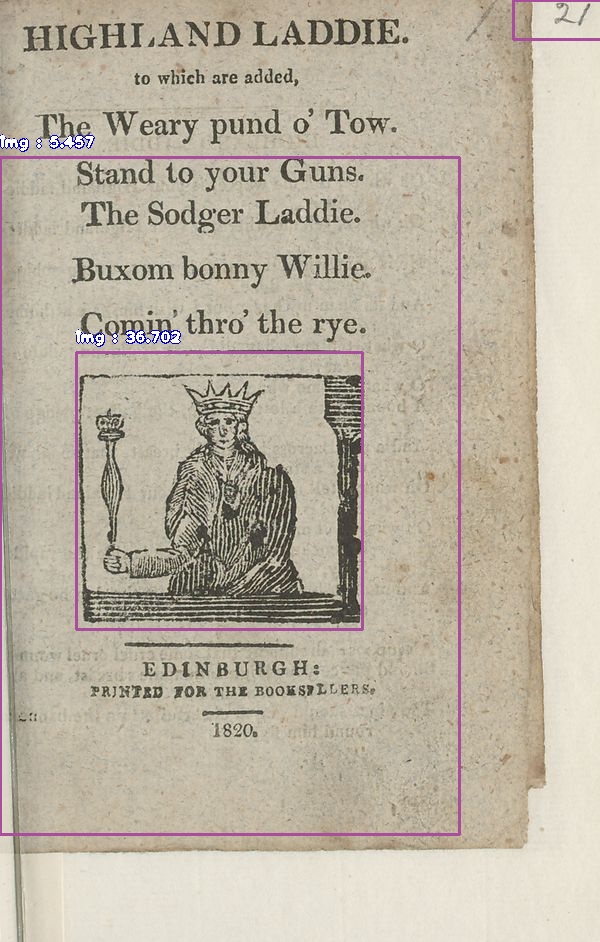 21
HIGHLAND LADDIE.
to which are added,
The Weary pund o' Tow.
img : 5.457
Stand to your Guns.
The Sodger Laddie.
Buxom bonny Willie.
Comin' thro' the rye.
img : 36.702
EDINBURGH:
PRINTED FOR THE BOOKSELLERS.
1820.